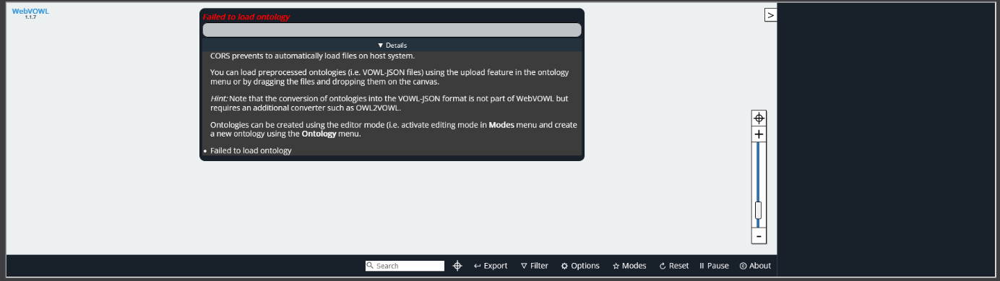 WebVOWL
1.1.7
Failed to load ontology
>
▼ Details
CORS prevents to automatically load files on host system.
You can load preprocessed ontologies (i.e. VOWL-JSON files) using the upload feature in the ontology
menu or by dragging the files and dropping them on the canvas.
Hint: Note that the conversion of ontologies into the VOWL-JSON format is not part of WebVOWL but
requires an additional converter such as OWL2VOWL.
Ontologies can be created using the editor mode (i.e. activate editing mode in Modes menu and create
a new ontology using the Ontology menu.
• Failed to load ontology
+
-
Search
Export
Filter
Options
Modes
Reset
Pause
© About